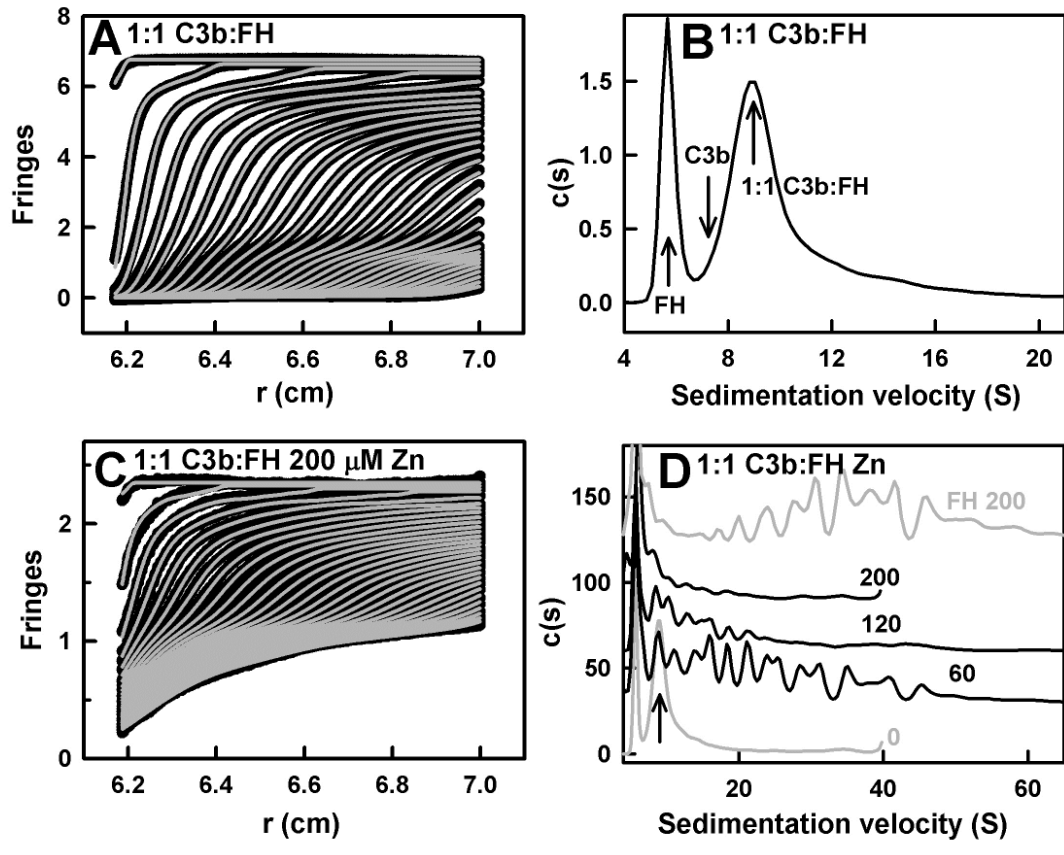 A 1:1 C3b:FH
8
6
4
2
0
Fringes
6.2 6.4 6.6 6.8 7.0
r (cm)
B 1:1 C3b:FH
1.5
1.0
0.5
0.0
c(s)
C3b
1:1 C3b:FH
FH
4 8 12 16 20
Sedimentation velocity (S)
C 1:1 C3b:FH 200 μM Zn
2
1
0
Fringes
6.2 6.4 6.6 6.8 7.0
r (cm)
D 1:1 C3b:FH Zn
150
100
50
0
c(s)
FH 200
200
120
60
0
20 40 60
Sedimentation velocity (S)